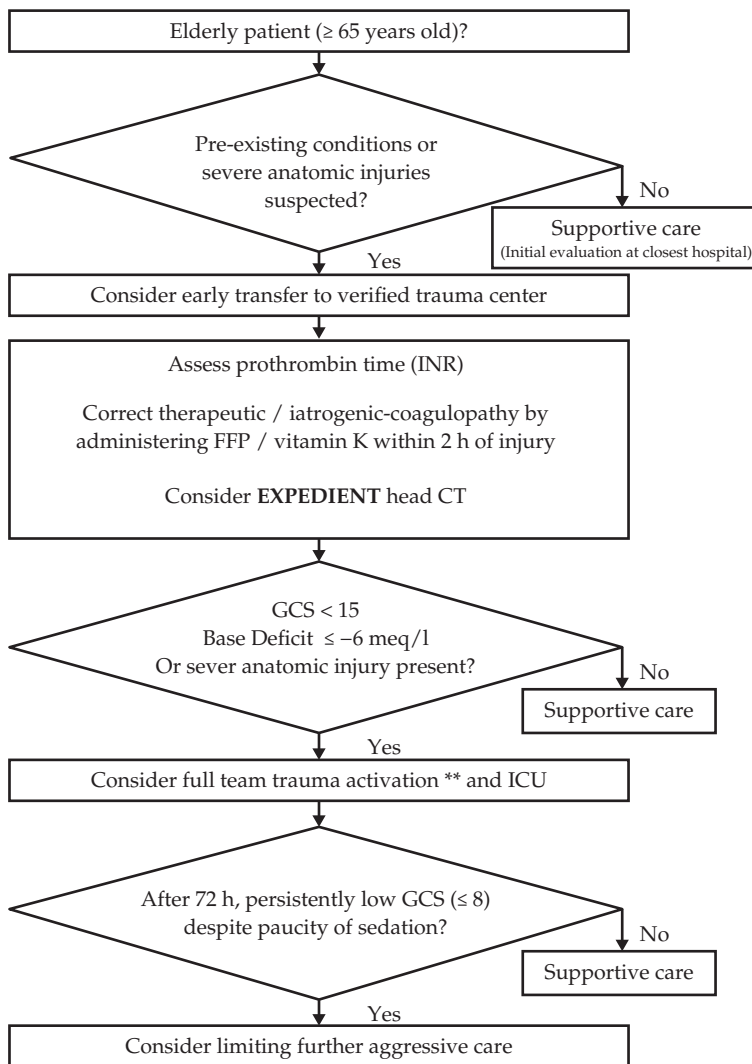 Elderly patient (≥ 65 years old)?
Pre-existing conditions or
severe anatomic injuries
suspected?
No
Supportive care
(Initial evaluation at closest hospital)
Yes
Consider early transfer to verified trauma center
Assess prothrombin time (INR)
Correct therapeutic / iatrogenic-coagulopathy by
administering FFP / vitamin K within 2 h of injury
Consider EXPEDIENT head CT
GCS < 15
Base Deficit ≤ −6 meq/l
Or sever anatomic injury present?
No
Supportive care
Yes
Consider full team trauma activation ** and ICU
After 72 h, persistently low GCS (≤ 8)
despite paucity of sedation?
No
Supportive care
Yes
Consider limiting further aggressive care